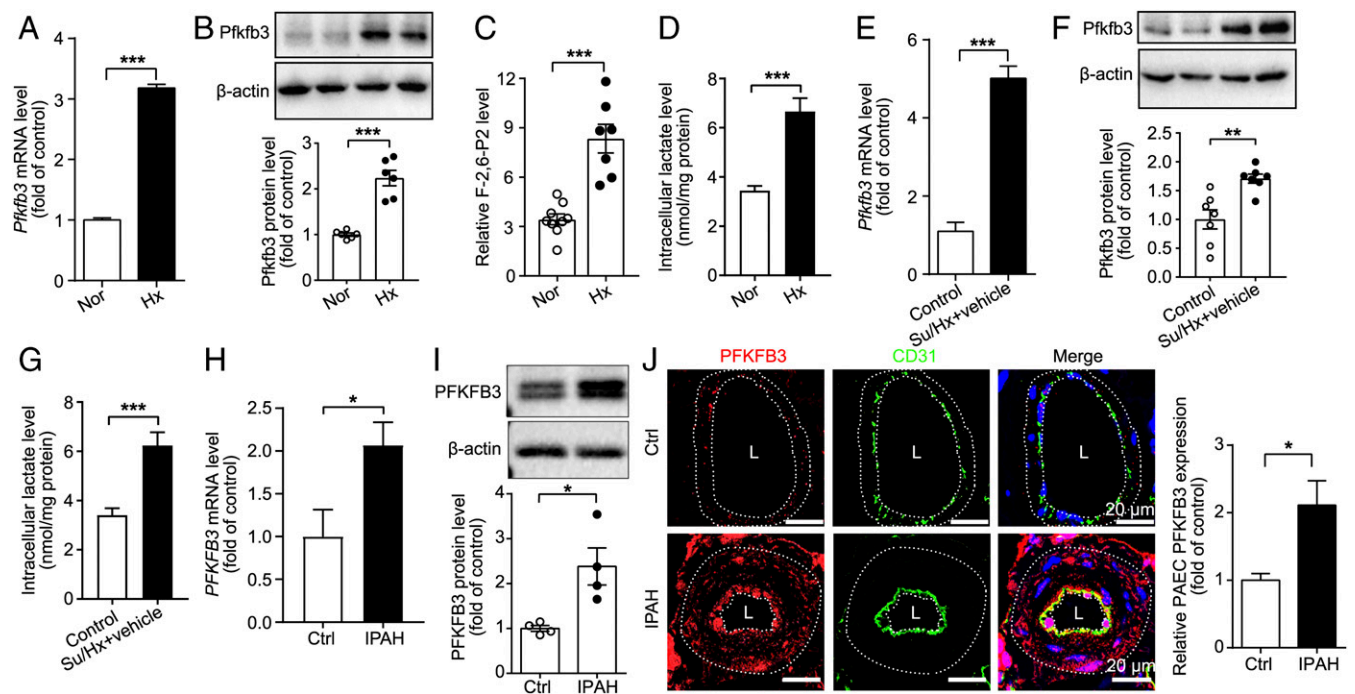 A
Pfkfb3 mRNA level
(fold of control)
4
3
2
1
0
***
Nor
Hx
B
Pfkfb3
β-actin
Pfkfb3 protein level
(fold of control)
3
2
1
0
***
Nor
Hx
C
Relative F-2,6-P2 level
12
9
6
3
0
***
Nor
Hx
D
Intracellular lactate level
(nmol/mg protein)
8
6
4
2
0
***
Nor
Hx
E
Pfkfb3 mRNA level
(fold of control)
6
4
2
0
***
Control
Su/Hx+vehicle
F
Pfkfb3
β-actin
Pfkfb3 protein level
(fold of control)
2.5
2.0
1.5
1.0
0.5
0.0
**
Control
Su/Hx+vehicle
G
Intracellular lactate level
(nmol/mg protein)
8
6
4
2
0
***
Control
Su/Hx+vehicle
H
PFKFB3 mRNA level
(fold of control)
2.5
2.0
1.5
1.0
0.5
0.0
*
Ctrl
IPAH
I
PFKFB3
β-actin
PFKFB3 protein level
(fold of control)
4
3
2
1
0
*
Ctrl
IPAH
J
PFKFB3
CD31
Merge
Ctrl
L
L
L
20 μm
IPAH
L
L
L
20 μm
Relative PAEC PFKFB3 expression
(fold of control)
3
2
1
0
*
Ctrl
IPAH